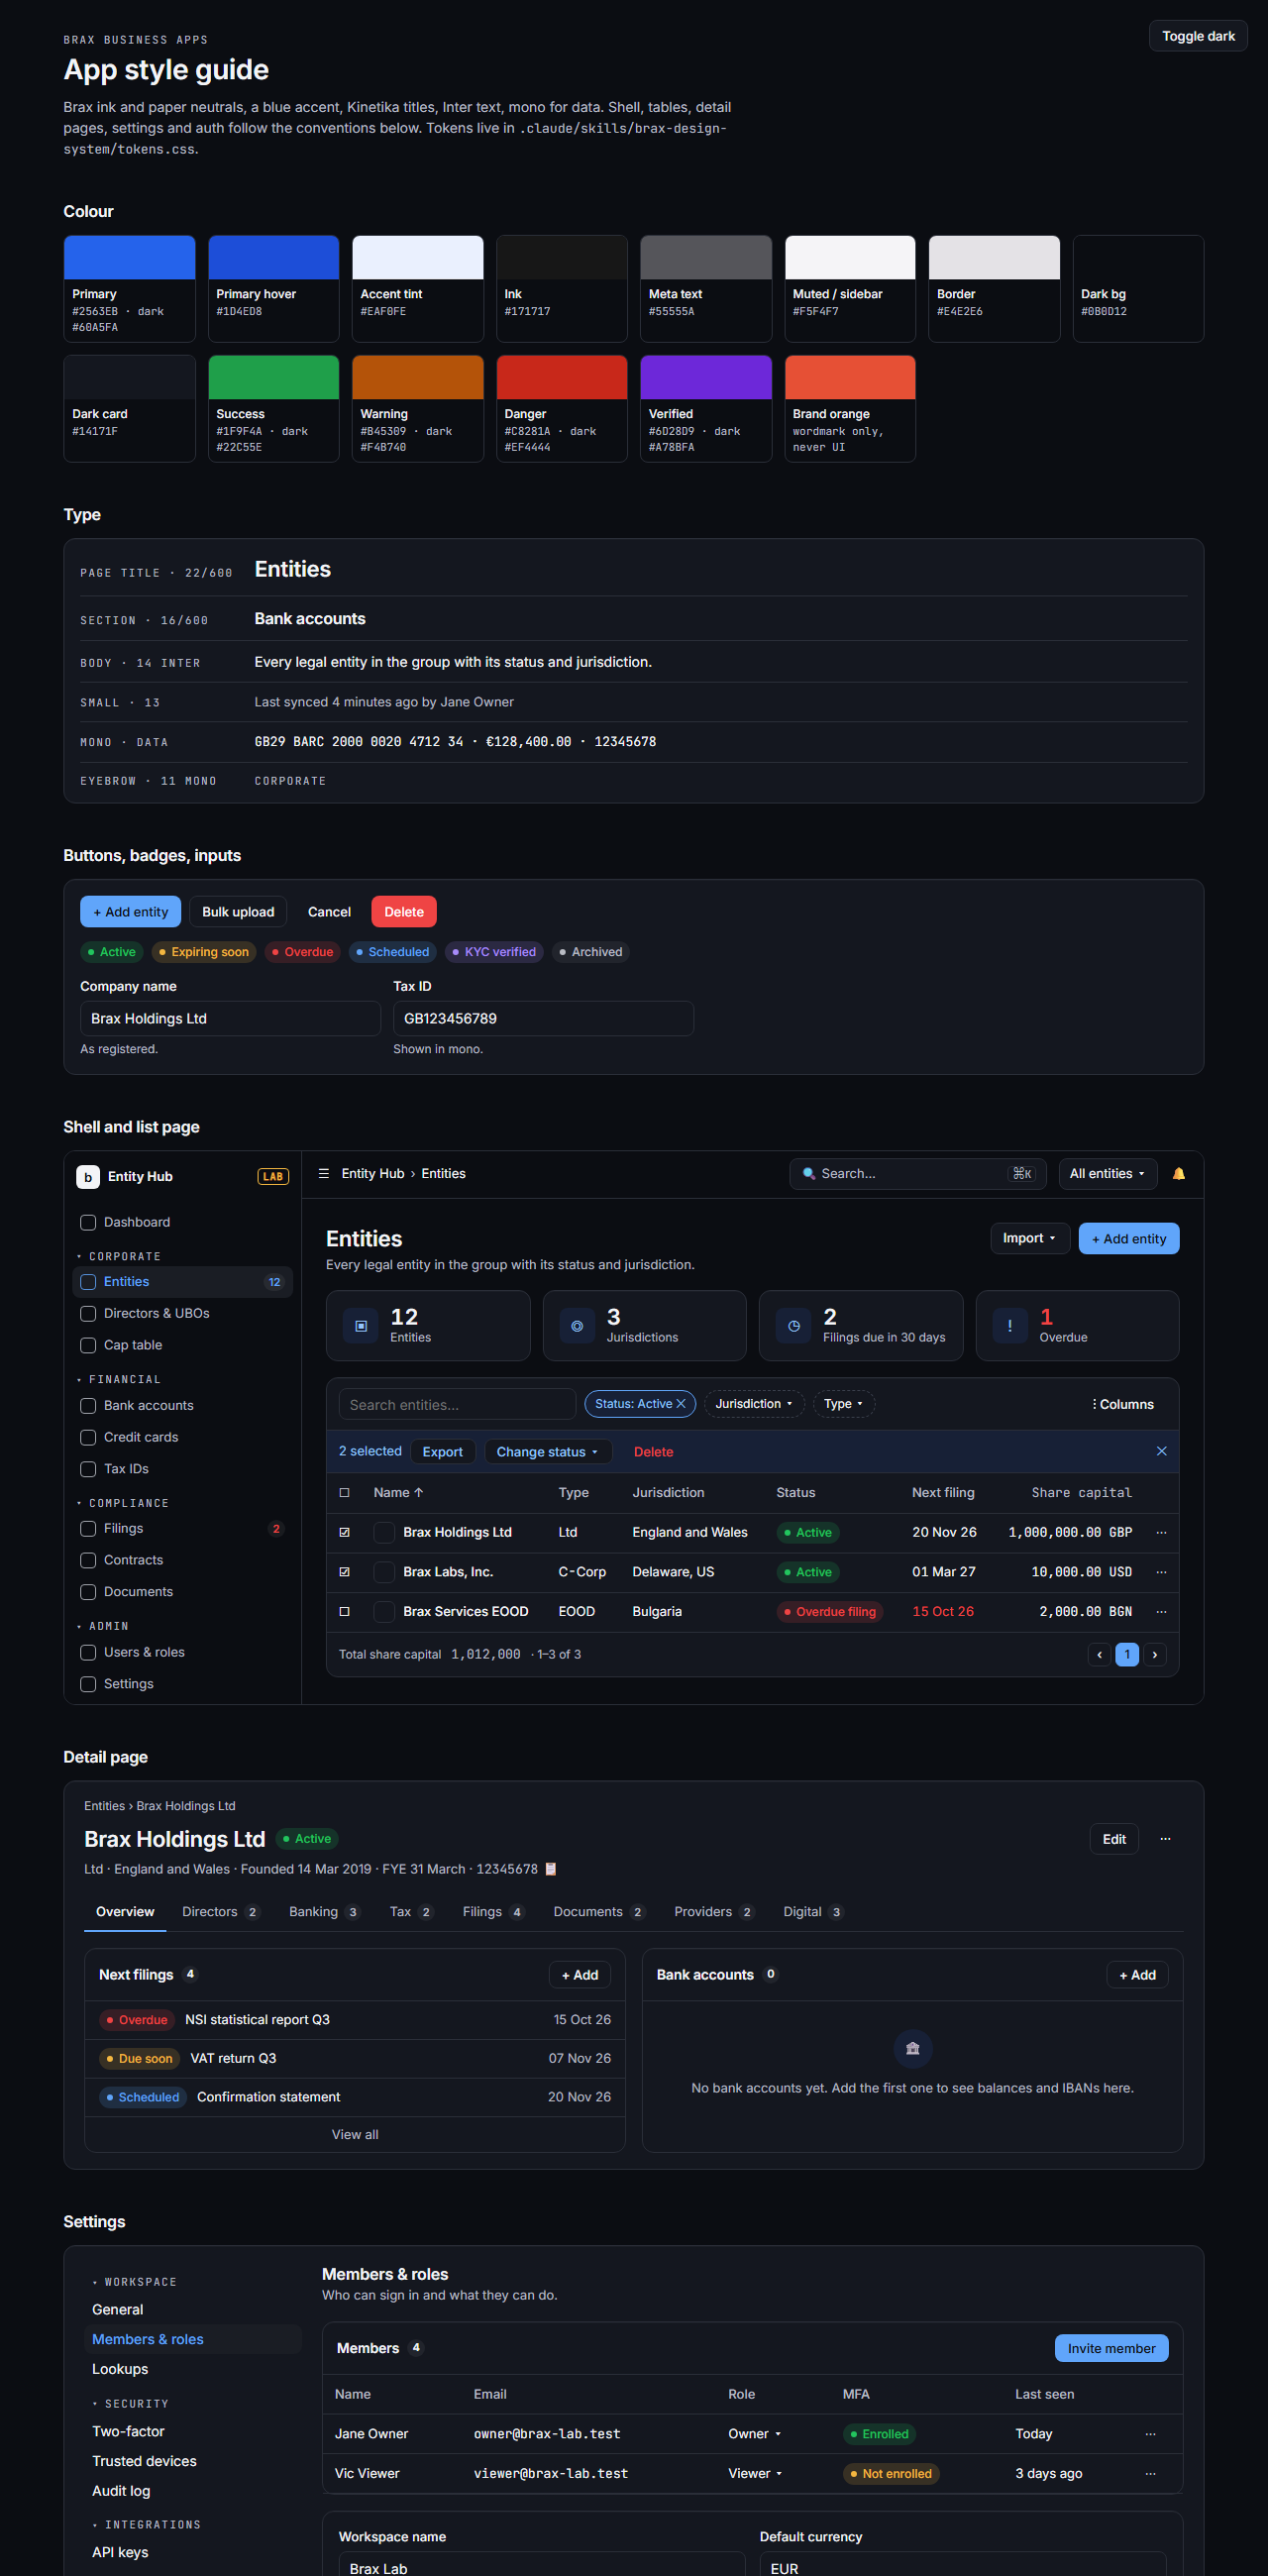 BRAX BUSINESS APPS
Toggle dark
App style guide
Brax ink and paper neutrals, a blue accent, Kinetika titles, Inter text, mono for data. Shell, tables, detail
pages, settings and auth follow the conventions below. Tokens live in .claude/skills/brax-design-
system/tokens.css.
Colour
Primary
#2563EB · dark
#60A5FA
Primary hover
#1D4ED8
Accent tint
#EAF0FE
Ink
#171717
Meta text
#55555A
Muted / sidebar
#F5F4F7
Border
#E4E2E6
Dark bg
#0B0D12
Dark card
#14171F
Success
#1F9F4A · dark
#22C55E
Warning
#B45309 · dark
#F4B740
Danger
#C8281A · dark
#EF4444
Verified
#6D28D9 · dark
#A78BFA
Brand orange
wordmark only,
never UI
Type
PAGE TITLE · 22/600 Entities
SECTION · 16/600 Bank accounts
BODY · 14 INTER Every legal entity in the group with its status and jurisdiction.
SMALL · 13 Last synced 4 minutes ago by Jane Owner
MONO · DATA GB29 BARC 2000 0020 4712 34 · €128,400.00 · 12345678
EYEBROW · 11 MONO CORPORATE
Buttons, badges, inputs
+ Add entity Bulk upload Cancel Delete
Active Expiring soon Overdue Scheduled KYC verified Archived
Company name Tax ID
Brax Holdings Ltd GB123456789
As registered. Shown in mono.
Shell and list page
b Entity Hub LAB
Dashboard
CORPORATE
Entities 12
Directors & UBOs
Cap table
FINANCIAL
Bank accounts
Credit cards
Tax IDs
COMPLIANCE
Filings 2
Contracts
Documents
ADMIN
Users & roles
Settings
Entity Hub › Entities Search... ⌘K All entities
Entities Import + Add entity
Every legal entity in the group with its status and jurisdiction.
12 Entities
3 Jurisdictions
2 Filings due in 30 days
! 1 Overdue
Search entities... Status: Active × Jurisdiction Type Columns
2 selected Export Change status Delete ×
Name ↑ Type Jurisdiction Status Next filing Share capital
Brax Holdings Ltd Ltd England and Wales Active 20 Nov 26 1,000,000.00 GBP ···
Brax Labs, Inc. C-Corp Delaware, US Active 01 Mar 27 10,000.00 USD ···
Brax Services EOOD EOOD Bulgaria Overdue filing 15 Oct 26 2,000.00 BGN ···
Total share capital 1,012,000 · 1–3 of 3 ‹ 1 ›
Detail page
Entities › Brax Holdings Ltd
Brax Holdings Ltd Active Edit ···
Ltd · England and Wales · Founded 14 Mar 2019 · FYE 31 March · 12345678
Overview Directors 2 Banking 3 Tax 2 Filings 4 Documents 2 Providers 2 Digital 3
Next filings 4 + Add
Overdue NSI statistical report Q3 15 Oct 26
Due soon VAT return Q3 07 Nov 26
Scheduled Confirmation statement 20 Nov 26
View all
Bank accounts 0 + Add
No bank accounts yet. Add the first one to see balances and IBANs here.
Settings
WORKSPACE
General
Members & roles
Lookups
SECURITY
Two-factor
Trusted devices
Audit log
INTEGRATIONS
API keys
Members & roles
Who can sign in and what they can do.
Members 4 Invite member
Name Email Role MFA Last seen
Jane Owner owner@brax-lab.test Owner Enrolled Today ···
Vic Viewer viewer@brax-lab.test Viewer Not enrolled 3 days ago ···
Workspace name Default currency
Brax Lab EUR